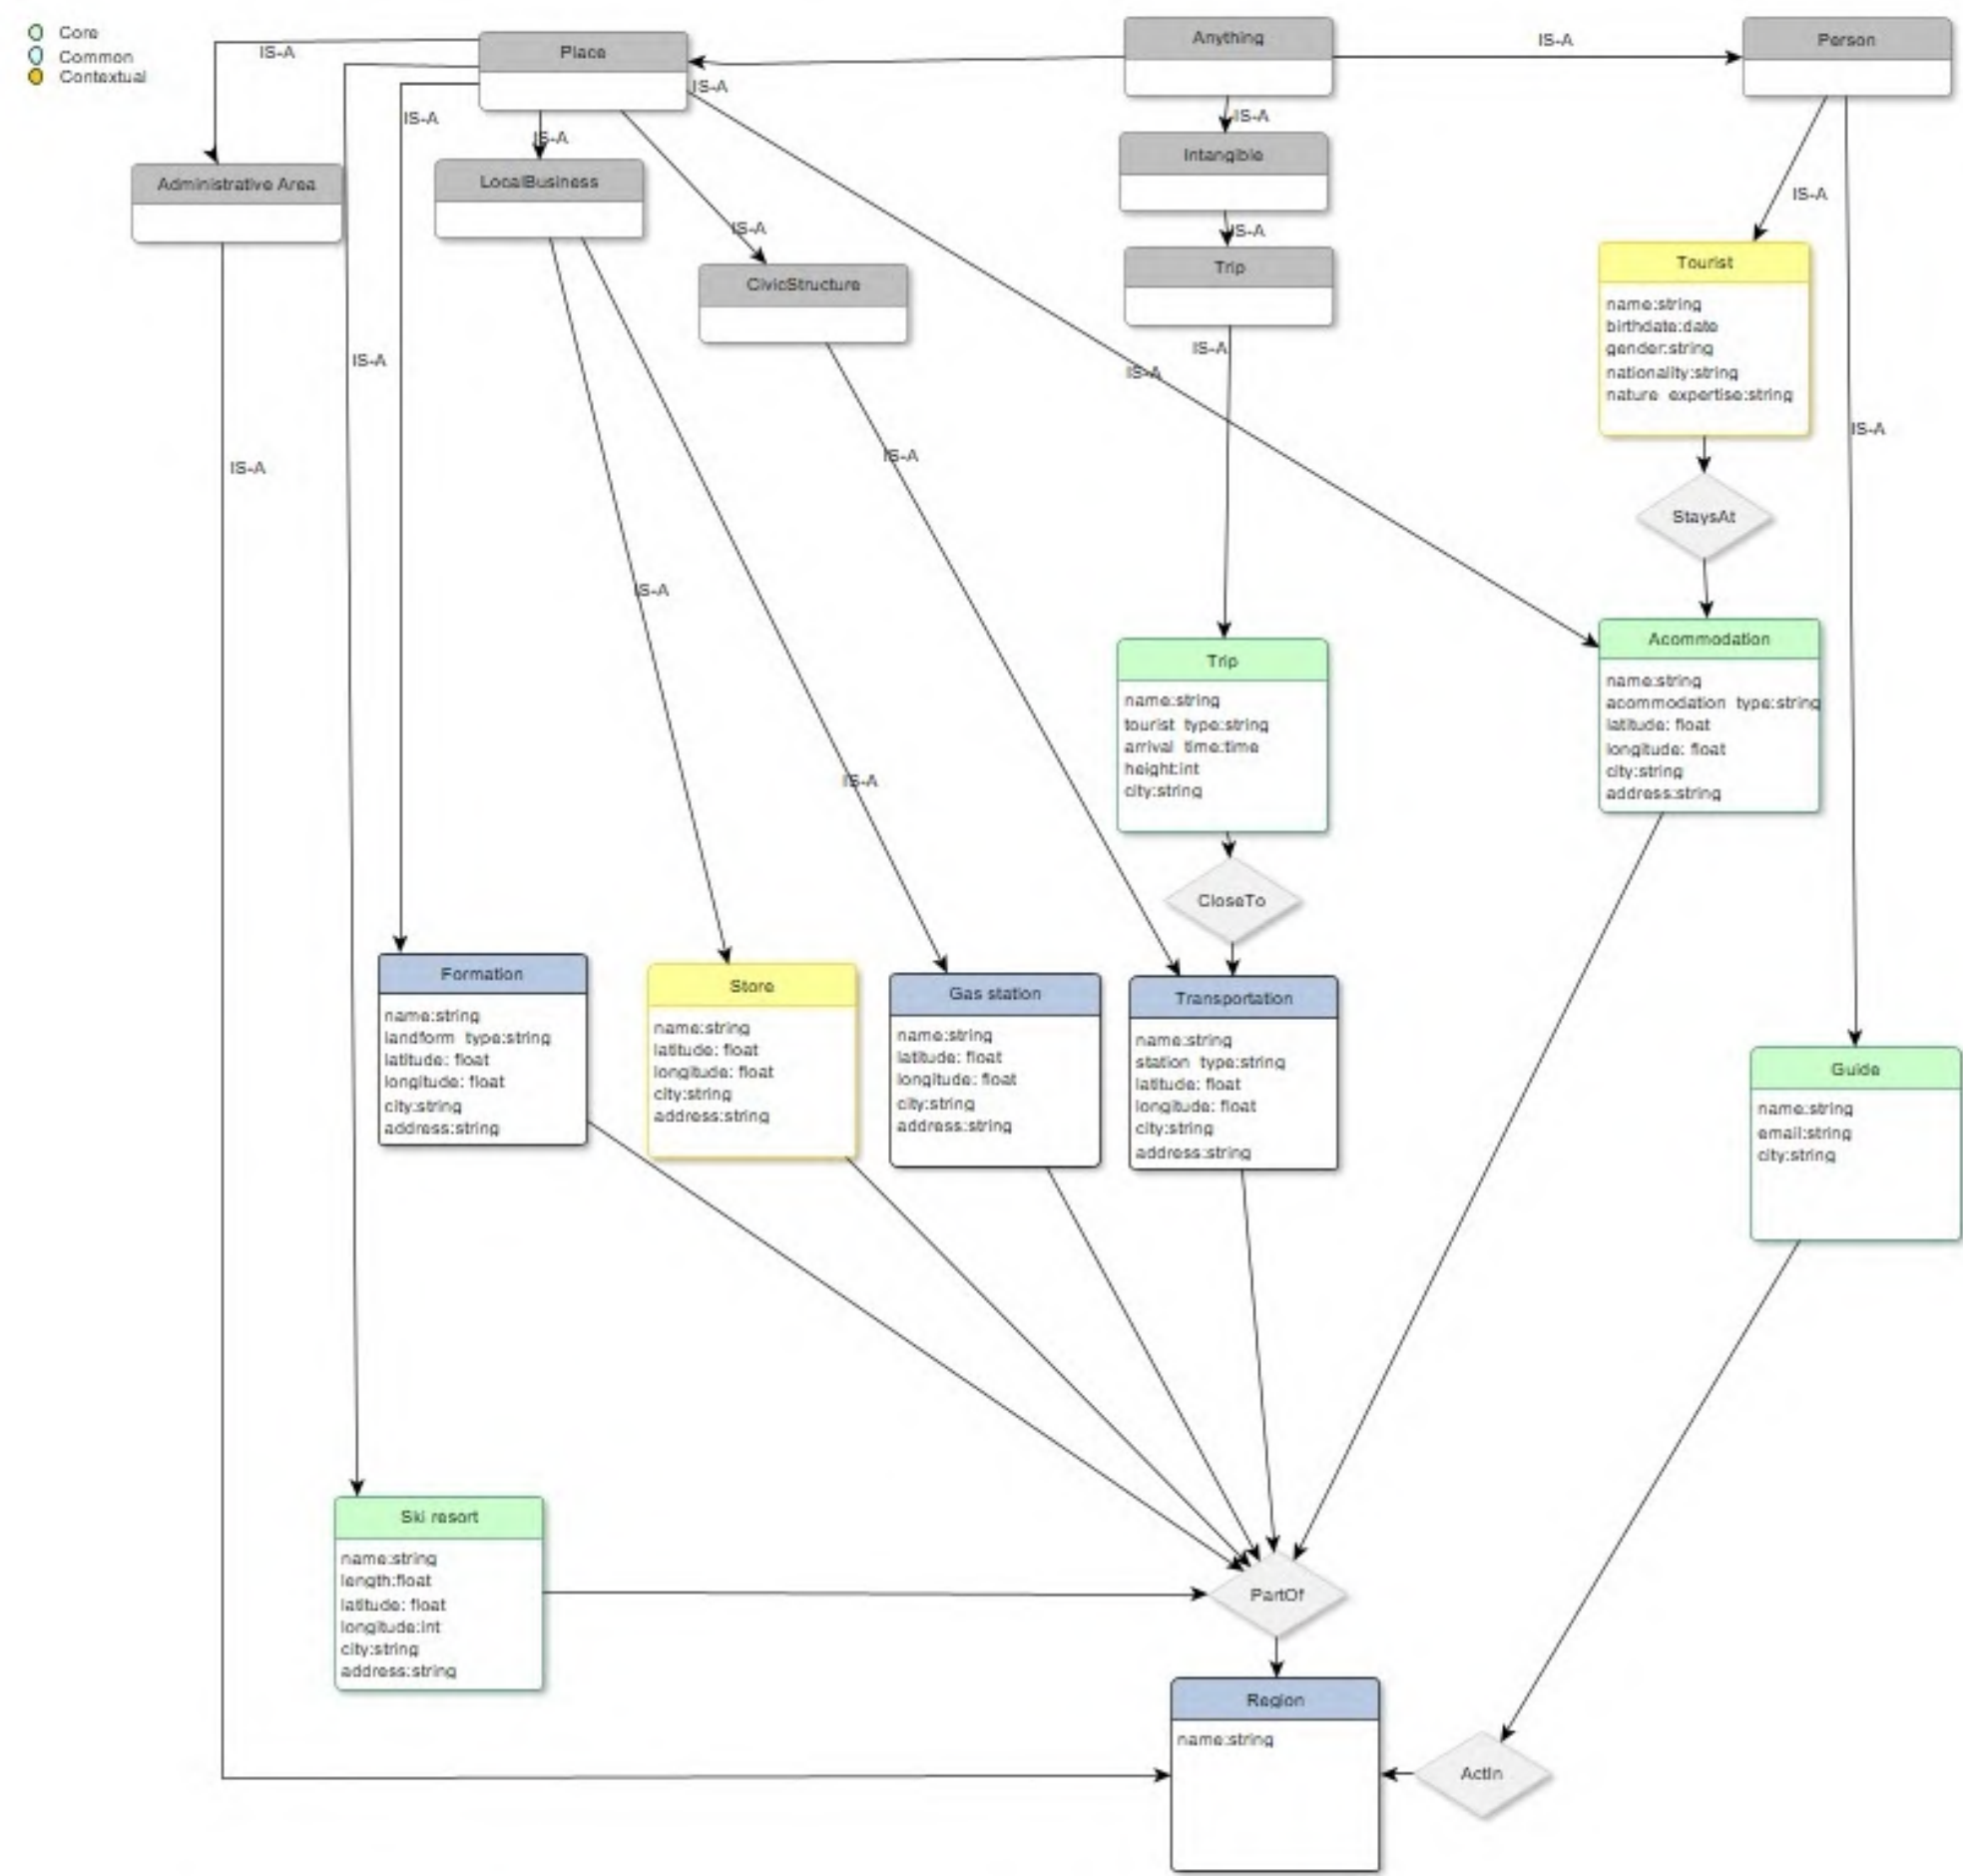 Core
Common
Contextual
Place
Anything
Person
IS-A
IS-A
IS-A
IS-A
IS-A
IS-A
Administrative Area
LocalBusiness
Intangible
IS-A
IS-A
IS-A
CivicStructure
Trip
Tourist
name:string
birthdate:date
gender:string
nationality:string
nature expertise:string
IS-A
IS-A
IS-A
IS-A
IS-A
IS-A
StaysAt
IS-A
IS-A
Trip
name:string
tourist type:string
arrival time:time
height:int
city:string
Acommodation
name:string
acommodation type:string
latitude: float
longitude: float
city:string
address:string
CloseTo
Formation
name:string
landform type:string
latitude: float
longitude: float
city:string
address:string
Store
name:string
latitude: float
longitude: float
city:string
address:string
Gas station
name:string
latitude: float
longitude: float
city:string
address:string
Transportation
name:string
station type:string
latitude: float
longitude: float
city:string
address:string
Guide
name:string
email:string
city:string
Ski resort
name:string
length:float
latitude: float
longitude:int
city:string
address:string
PartOf
Region
name:string
ActIn